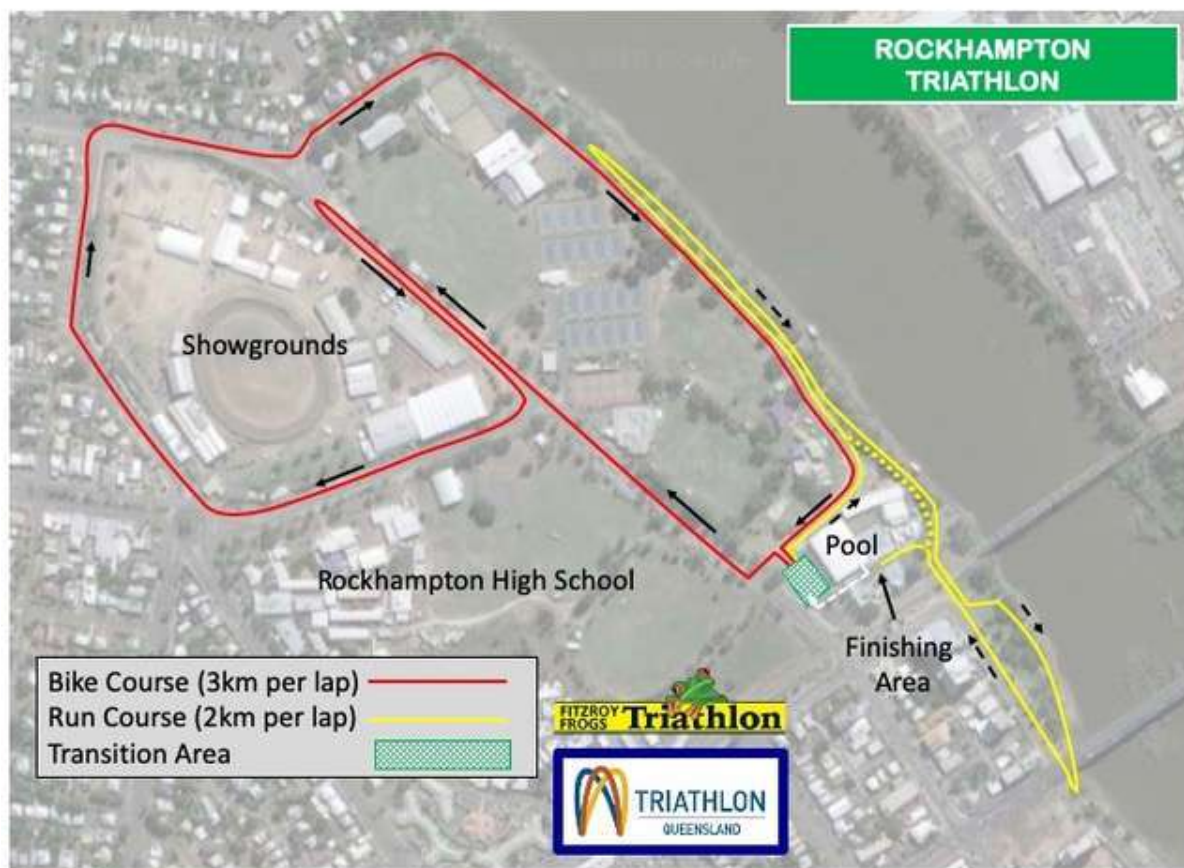 ROCKHAMPTON
TRIATHLON
Showgrounds
Pool
Rockhampton High School
Finishing
Area
Bike Course (3km per lap)
Run Course (2km per lap)
Transition Area
FITZROY
FROGS Triathlon
TRIATHLON
QUEENSLAND